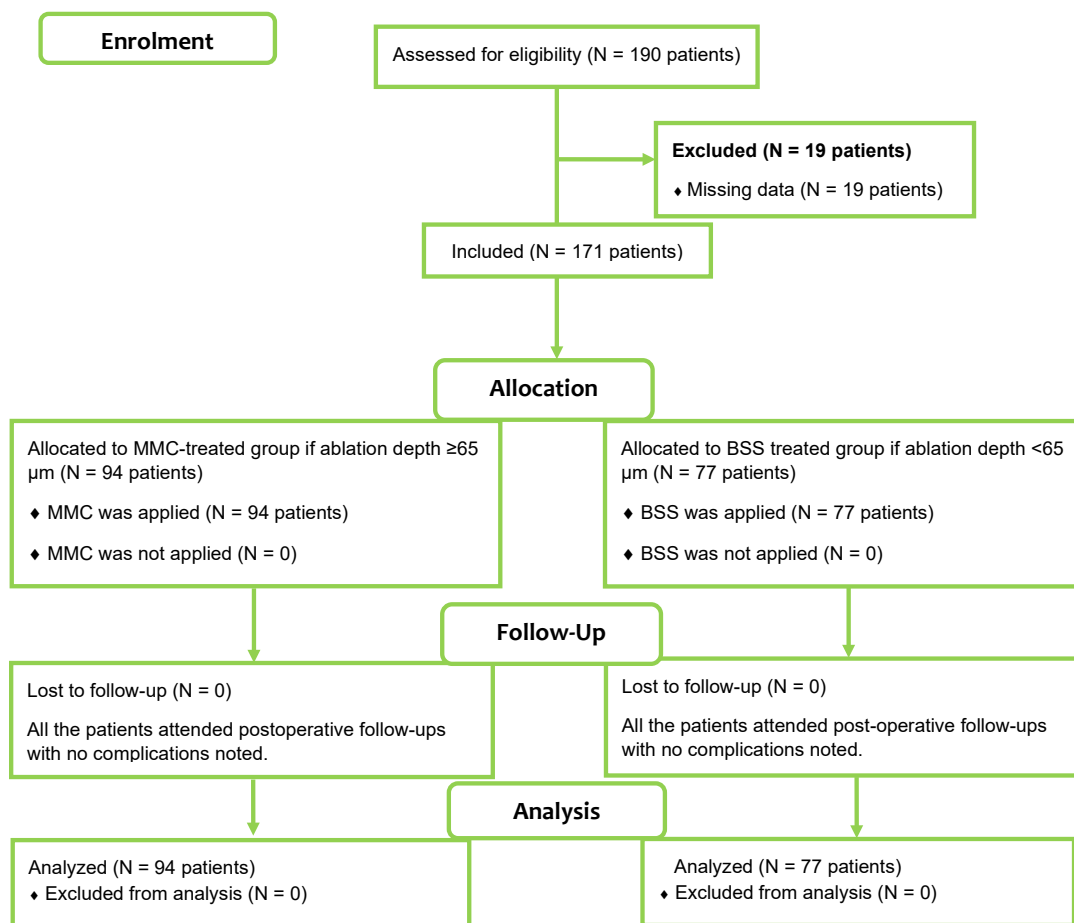 Enrolment
Assessed for eligibility (N = 190 patients)
Excluded (N = 19 patients)
♦ Missing data (N = 19 patients)
Included (N = 171 patients)
Allocation
Allocated to MMC-treated group if ablation depth ≥65
μm (N = 94 patients)
♦ MMC was applied (N = 94 patients)
♦ MMC was not applied (N = 0)
Allocated to BSS treated group if ablation depth <65
μm (N = 77 patients)
♦ BSS was applied (N = 77 patients)
♦ BSS was not applied (N = 0)
Follow-Up
Lost to follow-up (N = 0)
All the patients attended postoperative follow-ups
with no complications noted.
Lost to follow-up (N = 0)
All the patients attended post-operative follow-ups
with no complications noted.
Analysis
Analyzed (N = 94 patients)
♦ Excluded from analysis (N = 0)
Analyzed (N = 77 patients)
♦ Excluded from analysis (N = 0)